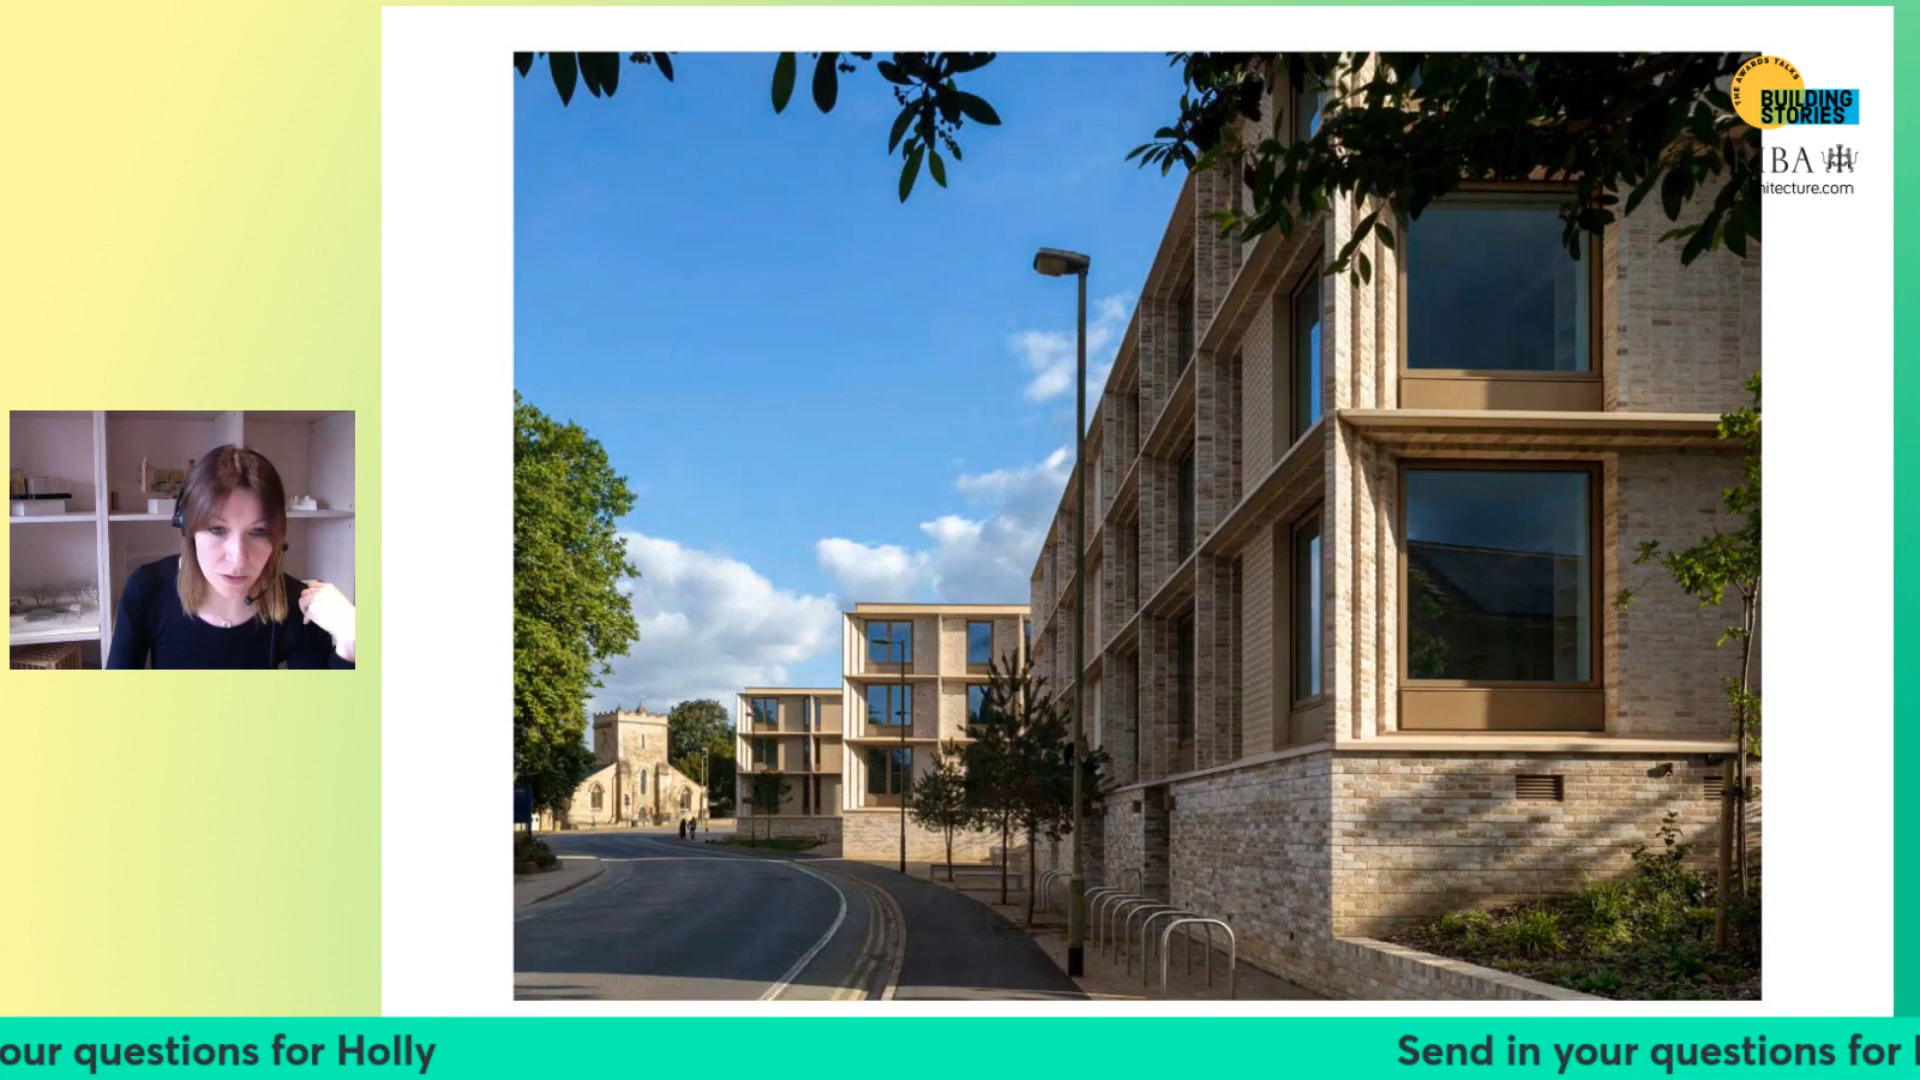 THE AWARDS TALKS
BUILDING
STORIES
IBA
itecture.com
our questions for Holly
Send in your questions for